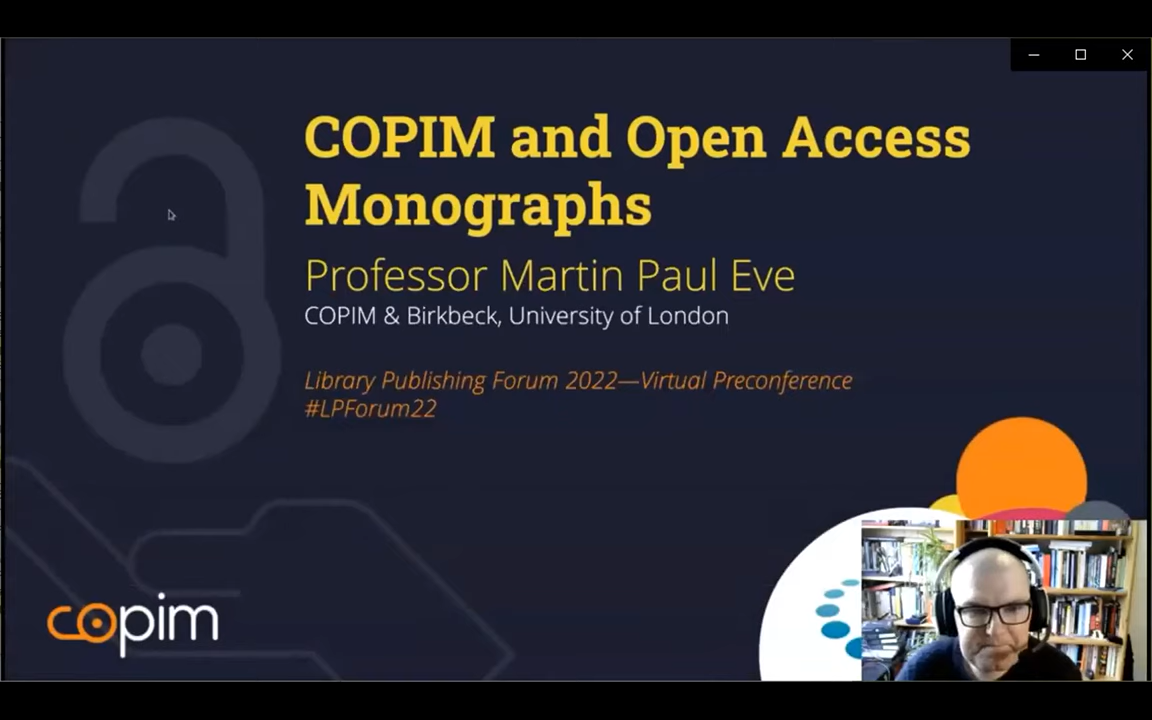 COPIM and Open Access
Monographs
Professor Martin Paul Eve
COPIM & Birkbeck, University of London
Library Publishing Forum 2022—Virtual Preconference
#LPForum22
copim